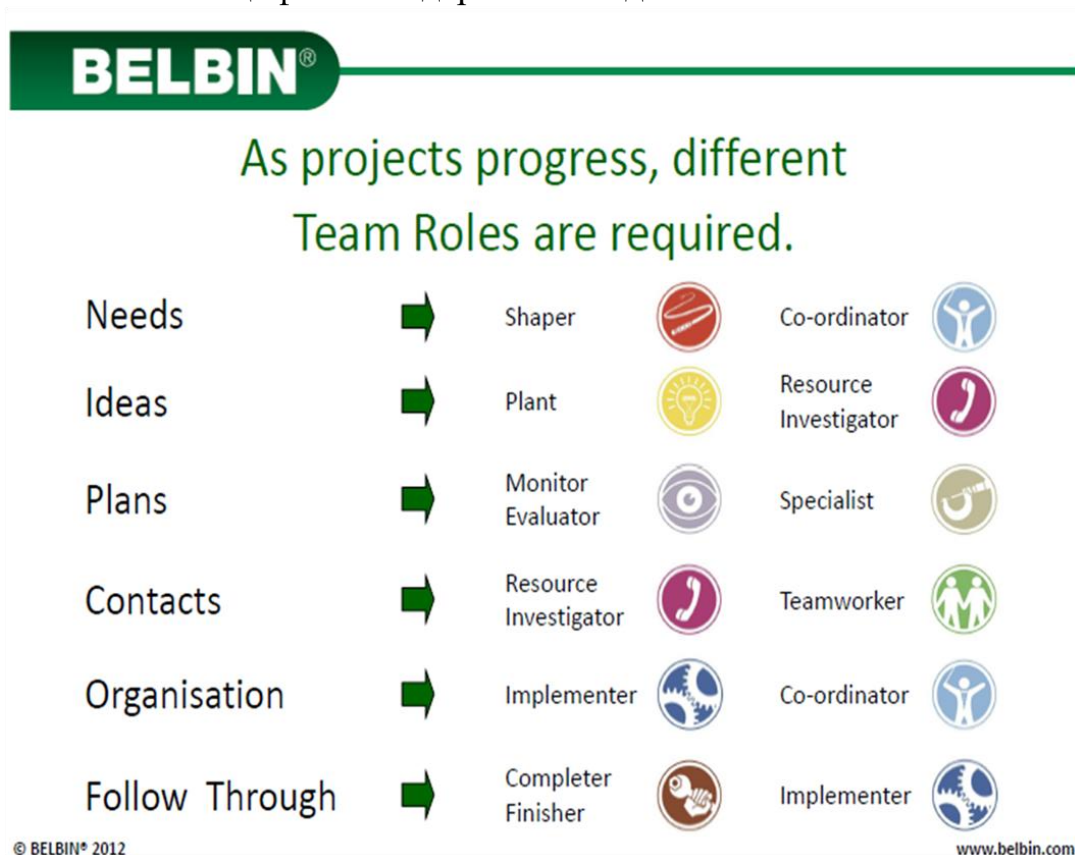 BELBIN®
As projects progress, different
Team Roles are required.
Needs Shaper Co-ordinator
Ideas Plant Resource Investigator
Plans Monitor Evaluator Specialist
Contacts Resource Investigator Teamworker
Organisation Implementer Co-ordinator
Follow Through Completer Finisher Implementer
© BELBIN® 2012 www.belbin.com